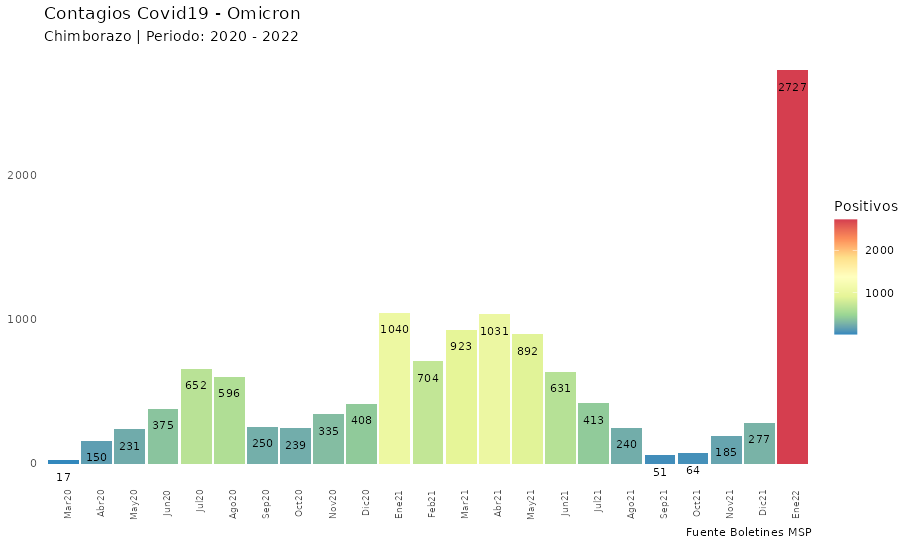 Contagios Covid19 - Omicron
Chimborazo | Periodo: 2020 - 2022
2000
1000
0
17
150
231
375
652
596
250
239
335
408
1040
704
923
1031
892
631
413
240
51
64
185
277
2727
Mar20
Abr20
May20
Jun20
Jul20
Ago20
Sep20
Oct20
Nov20
Dic20
Ene21
Feb21
Mar21
Abr21
May21
Jun21
Jul21
Ago21
Sep21
Oct21
Nov21
Dic21
Ene22
Positivos
2000
1000
Fuente Boletines MSP